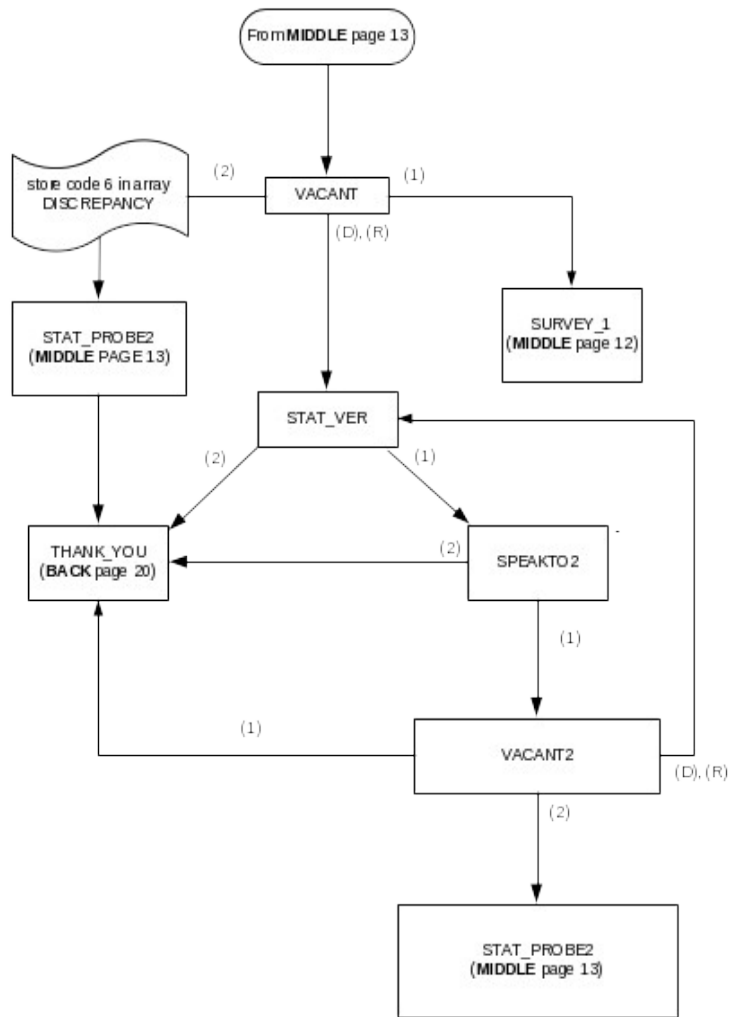 From MIDDLE page 13
store code 6 in array
DISCREPANCY
(2)
VACANT
(1)
(D), (R)
STAT_PROBE2
(MIDDLE PAGE 13)
SURVEY_1
(MIDDLE page 12)
STAT_VER
(2)
(1)
THANK_YOU
(BACK page 20)
(2)
SPEAKTO2
(1)
(1)
VACANT2
(D), (R)
(2)
STAT_PROBE2
(MIDDLE page 13)